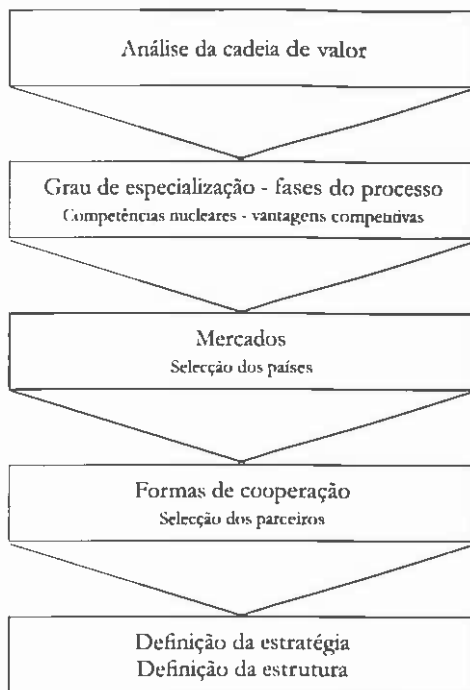 Análise da cadeia de valor
Grau de especialização - fases do processo
Competências nucleares - vantagens competitivas
Mercados
Selecção dos países
Formas de cooperação
Selecção dos parceiros
Definição da estratégia
Definição da estrutura